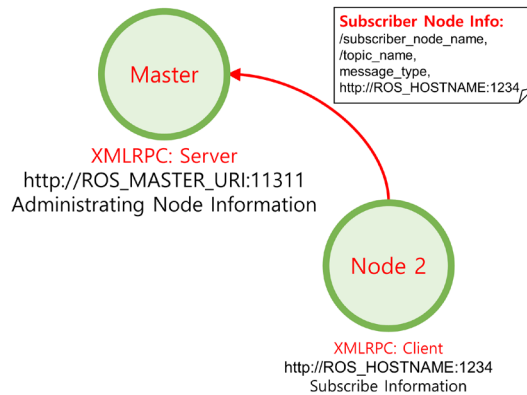 Subscriber Node Info:
/subscriber_node_name,
/topic_name,
message_type,
http://ROS_HOSTNAME:1234
Master
XMLRPC: Server
http://ROS_MASTER_URI:11311
Administrating Node Information
Node 2
XMLRPC: Client
http://ROS_HOSTNAME:1234
Subscribe Information